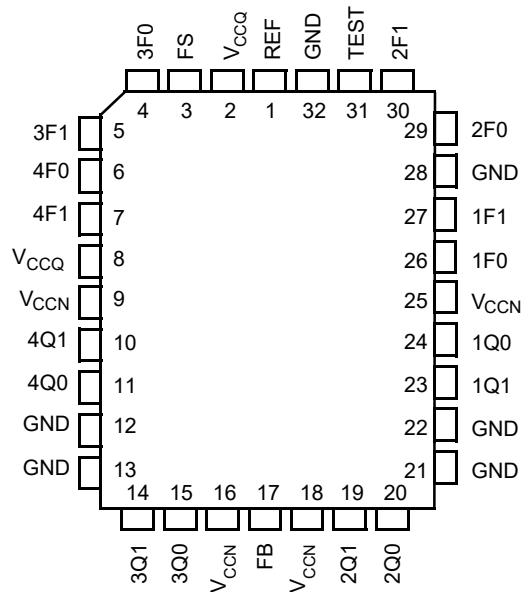 3F0 FS VCCQ REF GND TEST 2F1
4 3 2 1 32 31 30
3F1 5 29 2F0
4F0 6 28 GND
4F1 7 27 1F1
VCCQ 8 26 1F0
VCCN 9 25 VCCN
4Q1 10 24 1Q0
4Q0 11 23 1Q1
GND 12 22 GND
GND 13 21 GND
14 15 16 17 18 19 20
3Q1 3Q0 VCCN FB VCCN 2Q1 2Q0